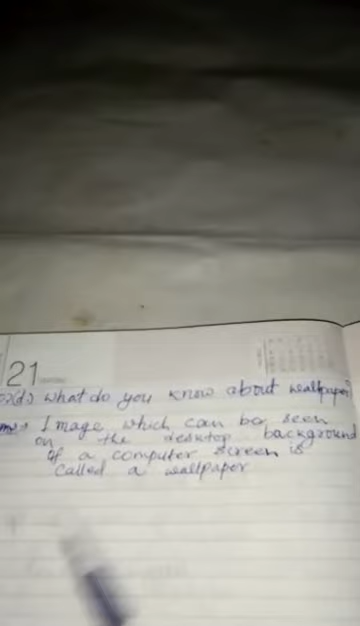 21
(d) What do you know about wallpaper?
Ans Image which can be seen
on the desktop background
of a computer screen is
called a wallpaper